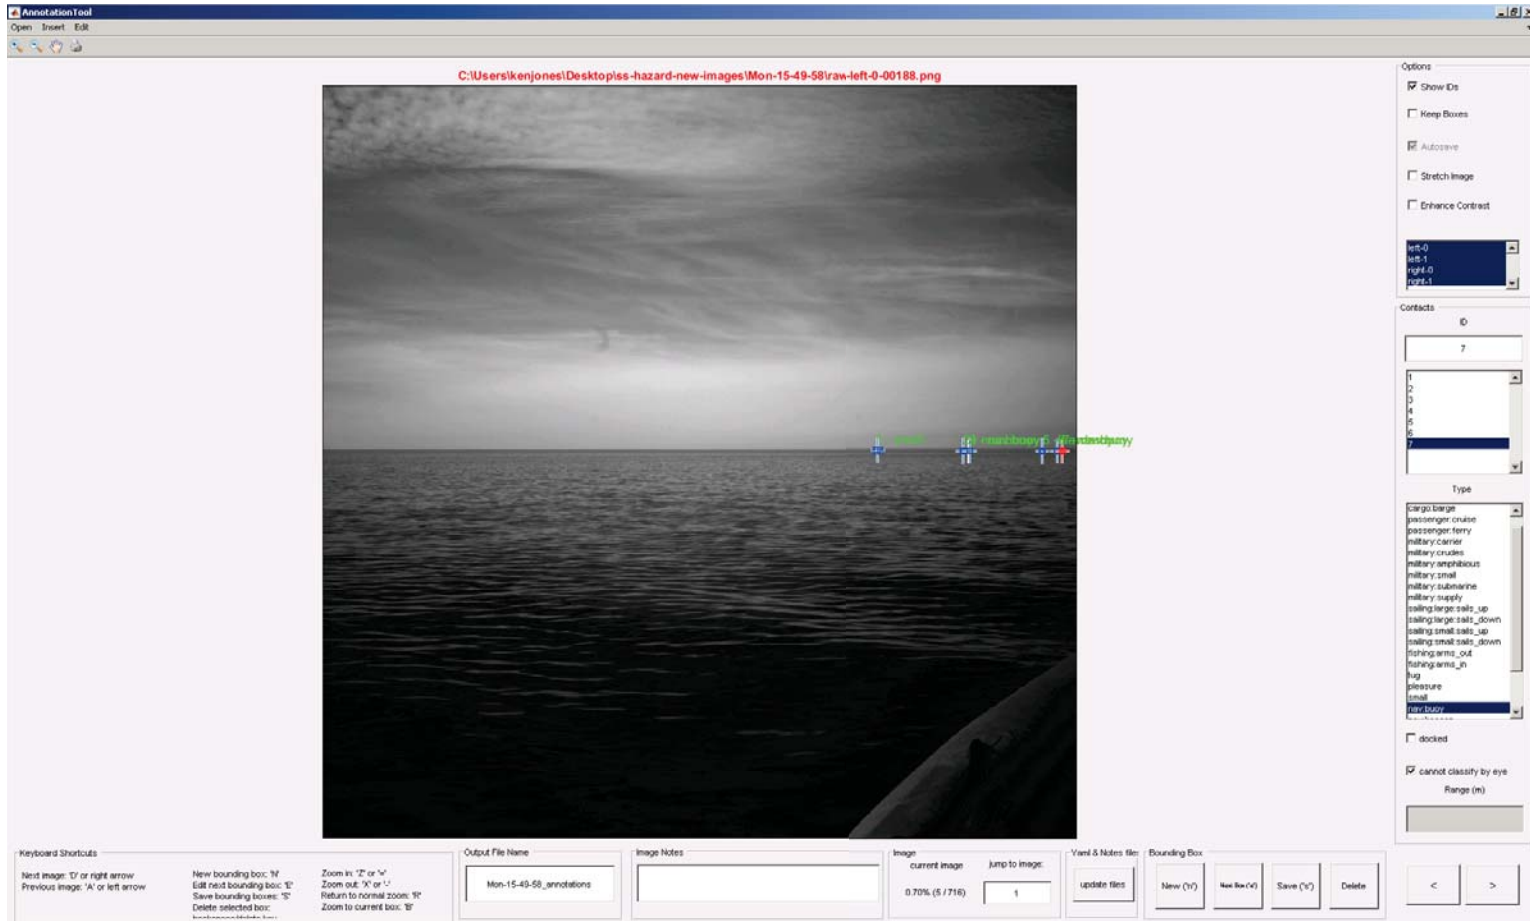 AnnotationTool
Open Insert Edit
C:\Users\kenjones\Desktop\ss-hazard-new-images\Mon-15-49-58\raw-left-0-00188.png
Options
Show IDs
Keep Boxes
Autosave
Stretch Image
Enhance Contrast
left-0
left-1
right-0
right-1
Contacts
ID
7
1
2
3
4
5
6
7
Type
cargo:barge
passenger:cruise
passenger:ferry
military:carrier
military:crudes
military:amphibious
military:small
military:submarine
military:supply
sailing:large:sails_up
sailing:large:sails_down
sailing:small:sails_up
sailing:small:sails_down
fishing:arms_out
fishing:arms_in
tug
pleasure
small
nav:buoy
docked
cannot classify by eye
Range (m)
Keyboard Shortcuts
Next image: 'D' or right arrow
Previous image: 'A' or left arrow
New bounding box: 'N'
Edit next bounding box: 'E'
Save bounding boxes: 'S'
Delete selected box:
Zoom in: 'Z' or '='
Zoom out: 'X' or '-'
Return to normal zoom: 'R'
Zoom to current box: 'B'
Output File Name
Mon-15-49-58_annotations
Image Notes
Image
current image
0.70% (5 / 716)
jump to image:
1
Yaml & Notes files
update files
Bounding Box
New ('n')
Save ('s')
Delete
<
>